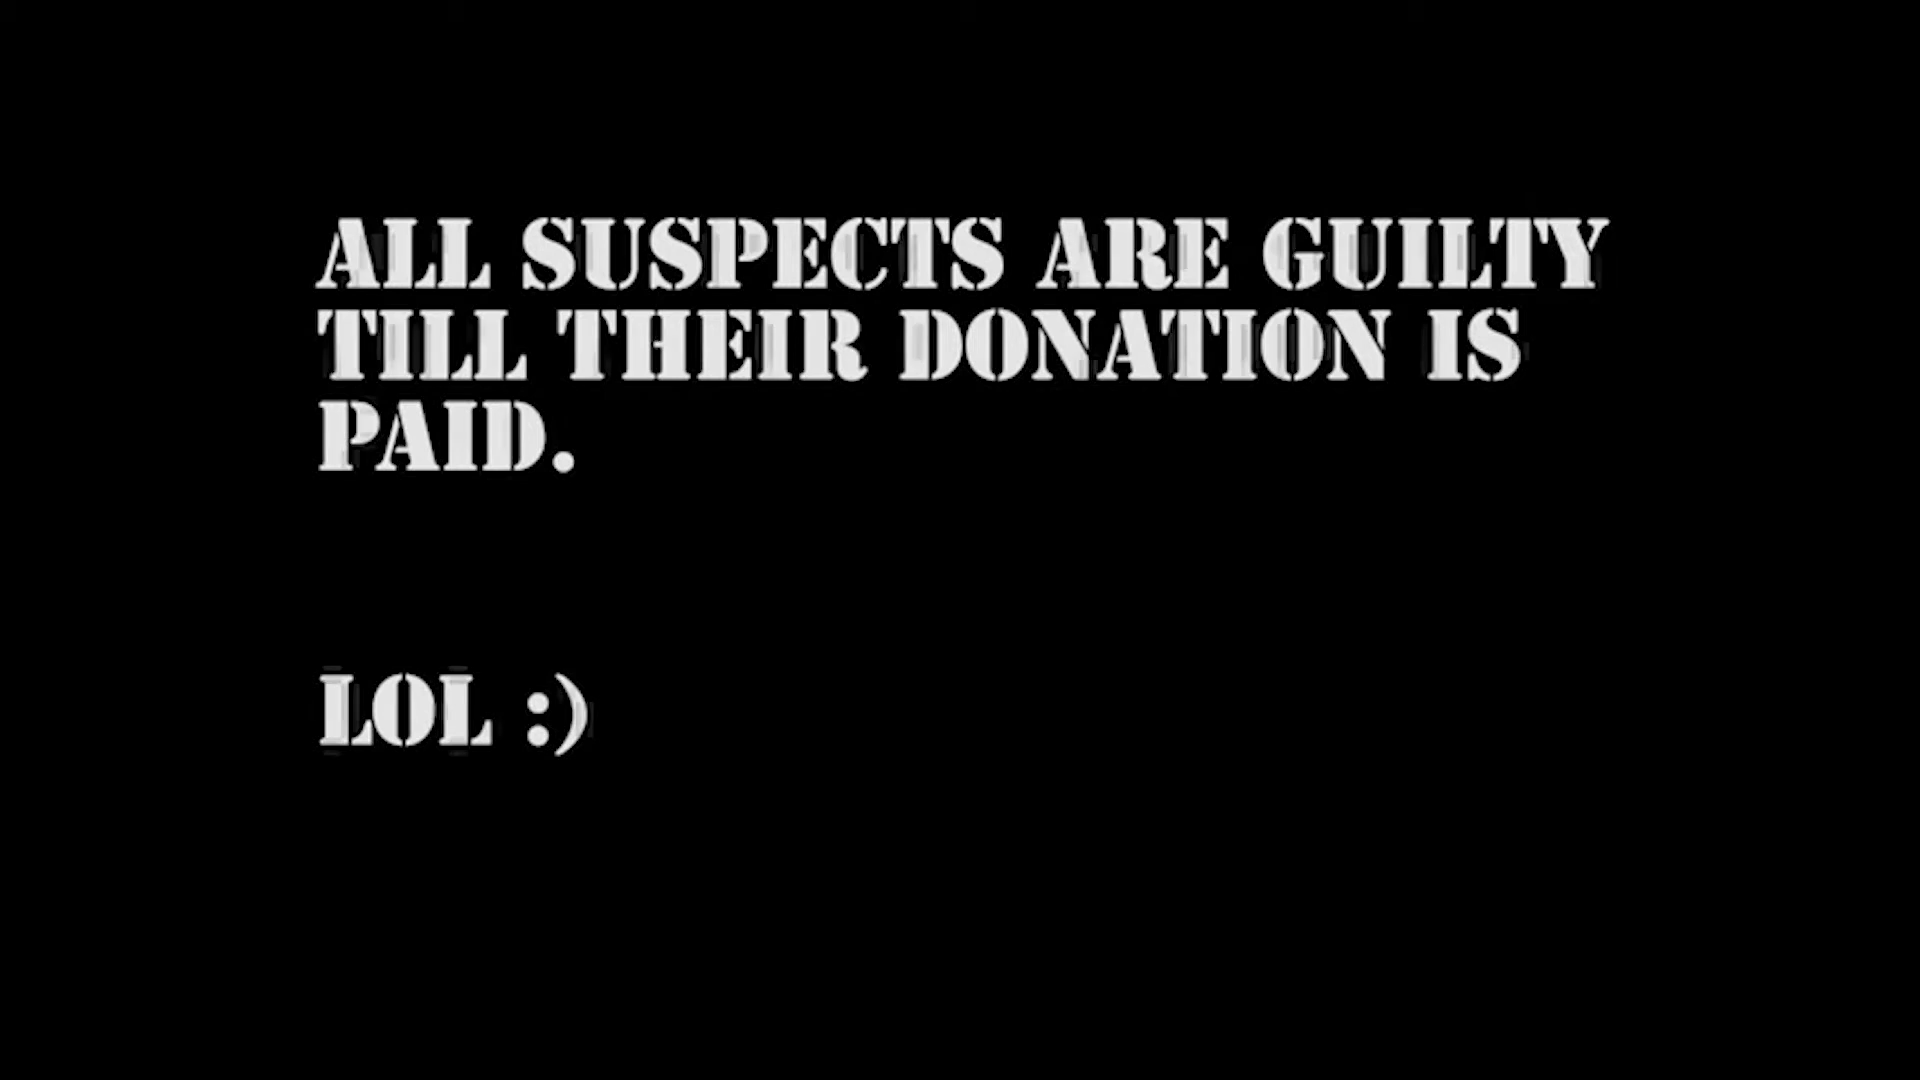 ALL SUSPECTS ARE GUILTY
TILL THEIR DONATION IS
PAID.
LOL :)